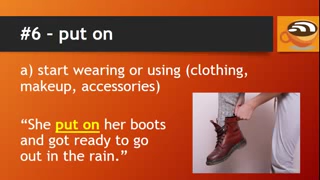 #6 – put on
a) start wearing or using (clothing,
makeup, accessories)
“She put on her boots
and got ready to go
out in the rain.”